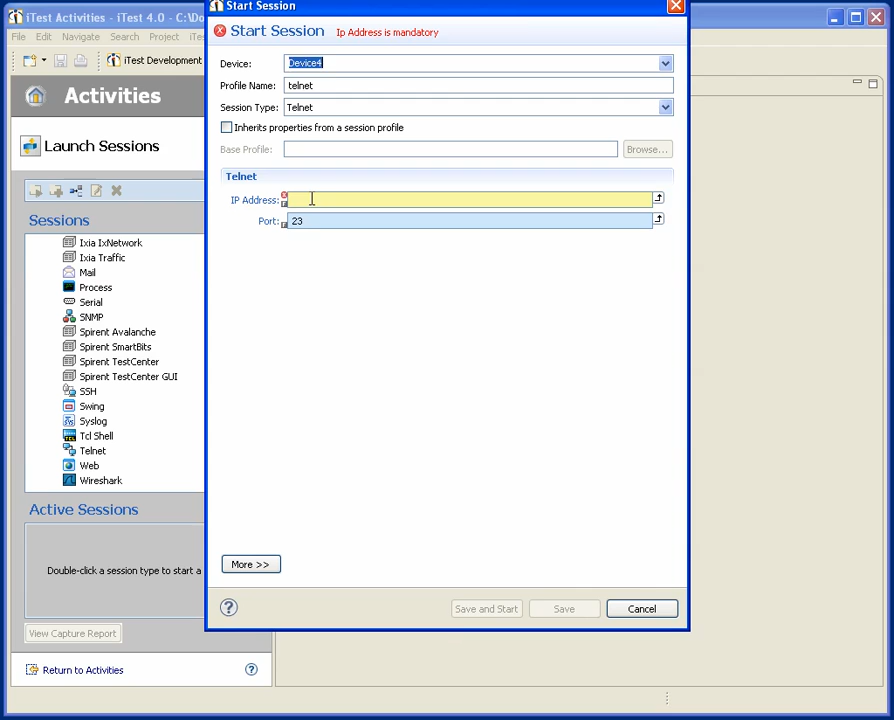 iTest Activities - iTest 4.0 - C:\Do
File Edit Navigate Search Project iTes
iTest Development
Activities
Launch Sessions
Sessions
Ixia IxNetwork
Ixia Traffic
Mail
Process
Serial
SNMP
Spirent Avalanche
Spirent SmartBits
Spirent TestCenter
Spirent TestCenter GUI
SSH
Swing
Syslog
Tcl Shell
Telnet
Web
Wireshark
Active Sessions
Double-click a session type to start a
View Capture Report
Return to Activities
Start Session
Start Session Ip Address is mandatory
Device: Device4
Profile Name: telnet
Session Type: Telnet
Inherits properties from a session profile
Base Profile: Browse...
Telnet
IP Address:
Port: 23
More >>
Save and Start Save Cancel